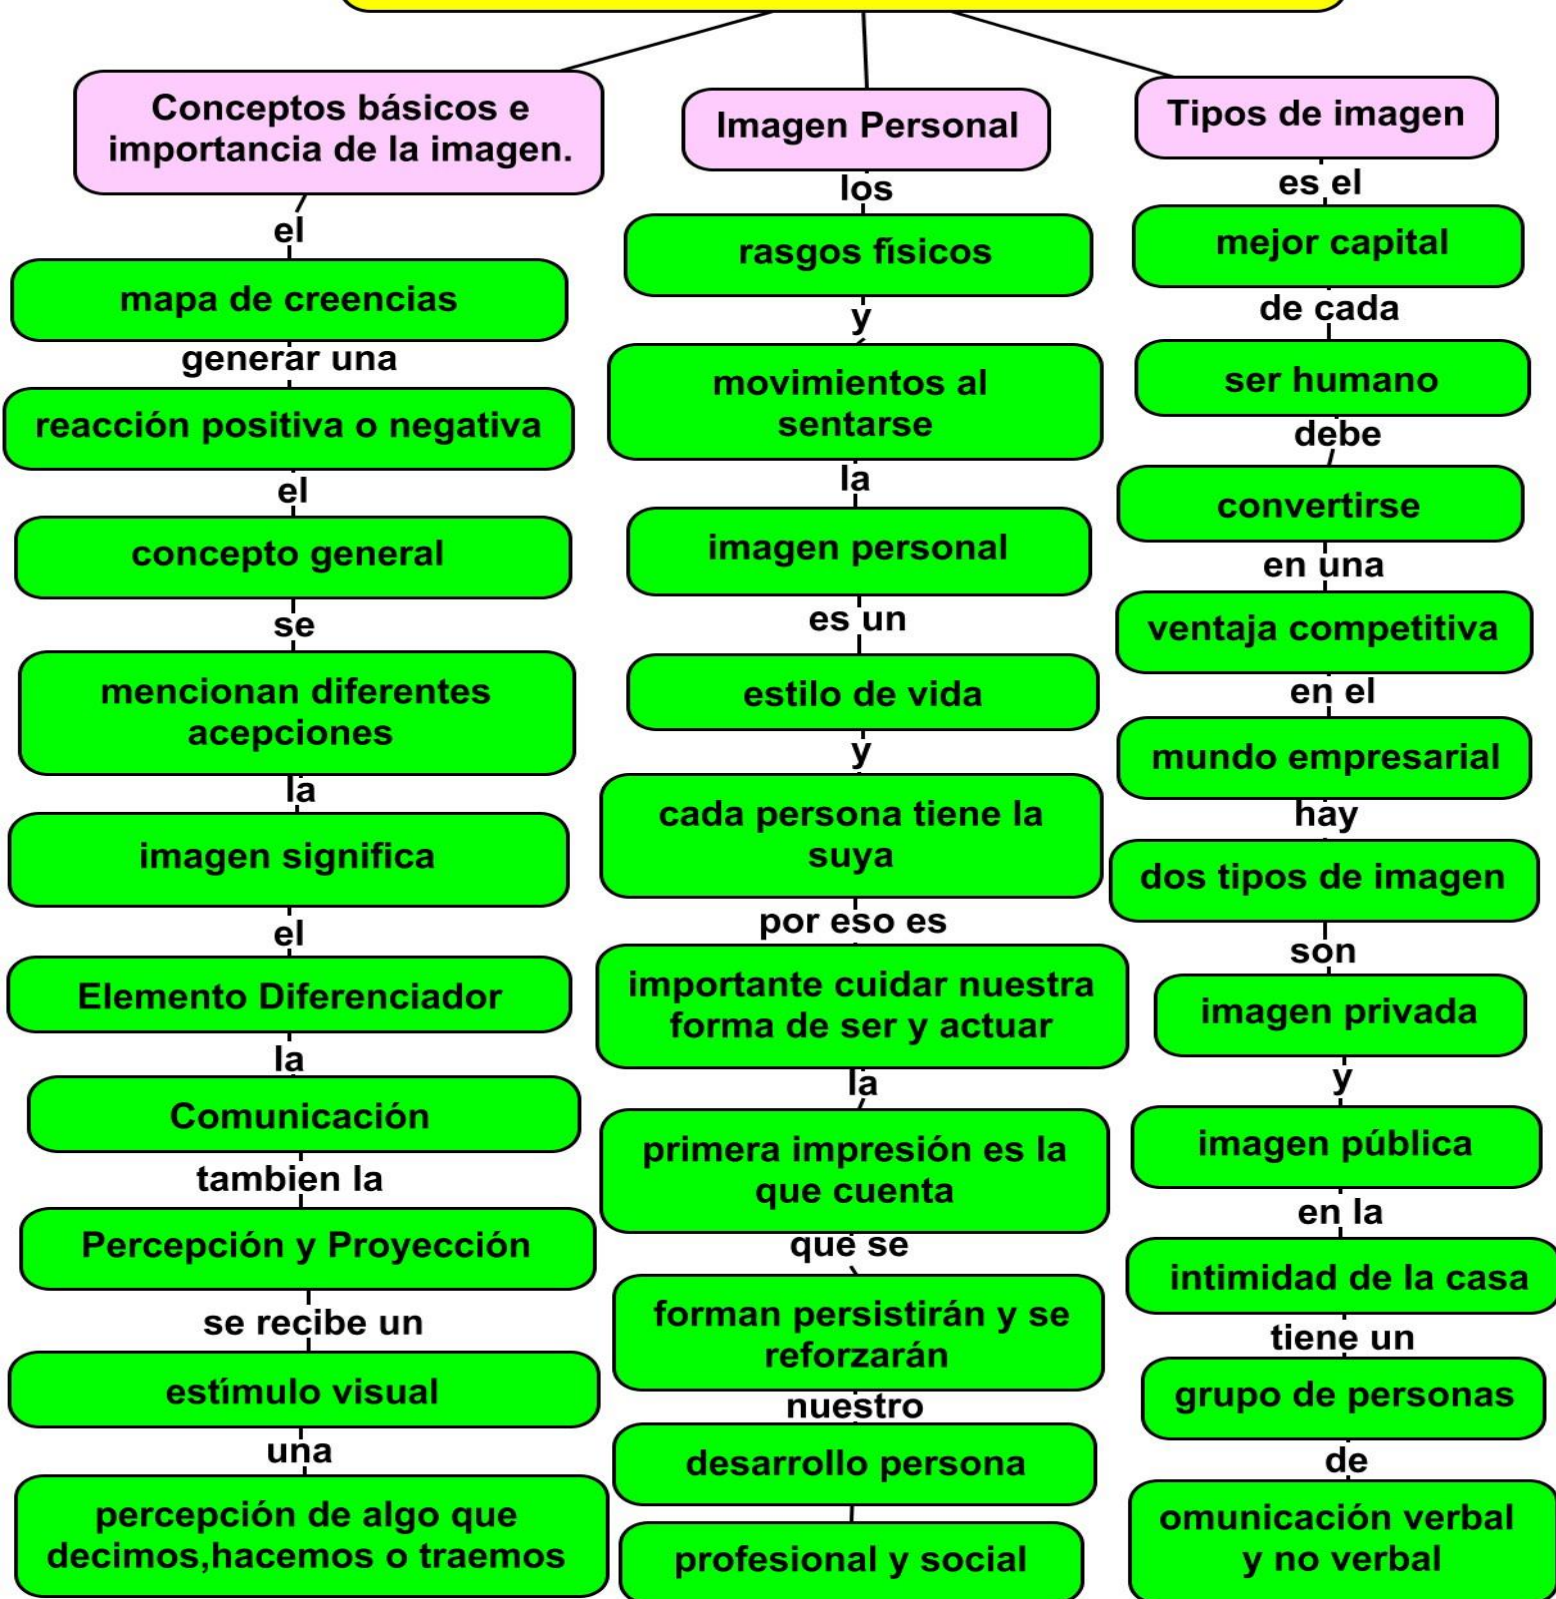 Conceptos básicos e
importancia de la imagen.
el
mapa de creencias
generar una
reacción positiva o negativa
el
concepto general
se
mencionan diferentes
acepciones
la
imagen significa
el
Elemento Diferenciador
la
Comunicación
tambien la
Percepción y Proyección
se recibe un
estímulo visual
una
percepción de algo que
decimos,hacemos o traemos
Imagen Personal
los
rasgos físicos
y
movimientos al
sentarse
la
imagen personal
es un
estilo de vida
y
cada persona tiene la
suya
por eso es
importante cuidar nuestra
forma de ser y actuar
la
primera impresión es la
que cuenta
que se
forman persistirán y se
reforzarán
nuestro
desarrollo persona
profesional y social
Tipos de imagen
es el
mejor capital
de cada
ser humano
debe
convertirse
en una
ventaja competitiva
en el
mundo empresarial
hay
dos tipos de imagen
son
imagen privada
y
imagen pública
en la
intimidad de la casa
tiene un
grupo de personas
de
omunicación verbal
y no verbal